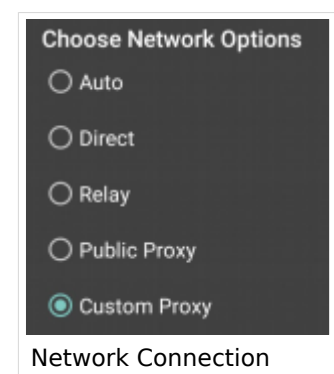 Choose Network Options
Auto
Direct
Relay
Public Proxy
Custom Proxy
Network Connection